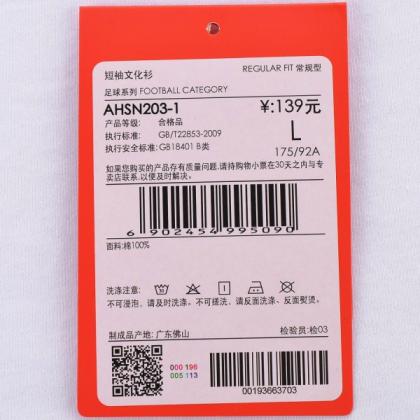 短袖文化衫
REGULAR FIT 常规型
足球系列 FOOTBALL CATEGORY
AHSN203-1
¥:139元
产品等级: 合格品
L
执行标准: GB/T22853-2009
执行安全标准:GB18401 B类
175/92A
如果您购买的产品存有质量问题,请持购物小票在30天之内与专
卖店联系,以便及时解决。
6 902454 995090
面料:棉100%
洗涤注意:
不可浸泡, 请及时洗涤。不可搓洗, 请反面洗涤、反面熨烫。
制成品产地: 广东佛山
检验员:检03
000 196
005 113
00193663703